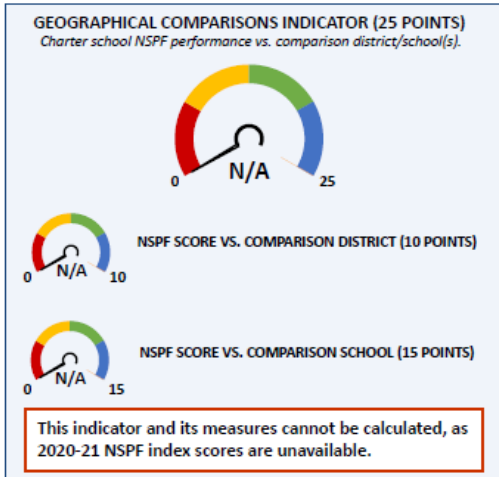 GEOGRAPHICAL COMPARISONS INDICATOR (25 POINTS)
Charter school NSPF performance vs. comparison district/school(s).
N/A
0 25
NSPF SCORE VS. COMPARISON DISTRICT (10 POINTS)
N/A
0 10
NSPF SCORE VS. COMPARISON SCHOOL (15 POINTS)
N/A
0 15
This indicator and its measures cannot be calculated, as
2020-21 NSPF index scores are unavailable.